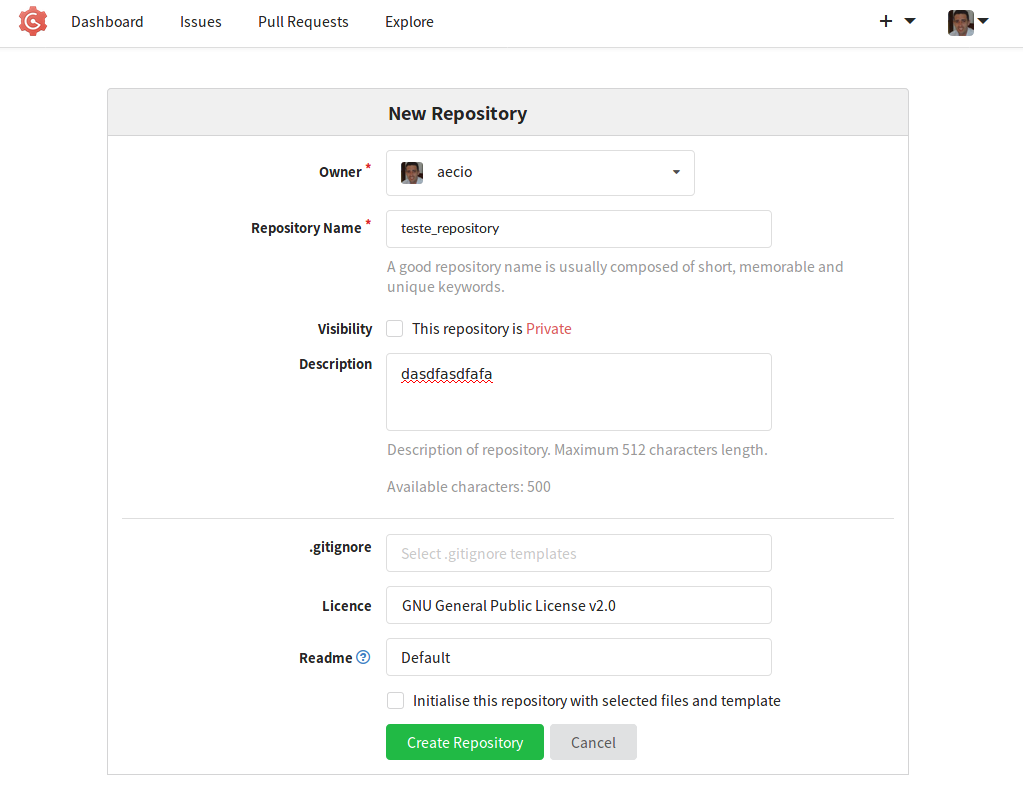 Dashboard Issues Pull Requests Explore
New Repository
Owner *
aecio
Repository Name *
teste_repository
A good repository name is usually composed of short, memorable and
unique keywords.
Visibility
This repository is Private
Description
dasdfasdfafa
Description of repository. Maximum 512 characters length.
Available characters: 500
.gitignore
Select .gitignore templates
Licence
GNU General Public License v2.0
Readme
Default
Initialise this repository with selected files and template
Create Repository Cancel